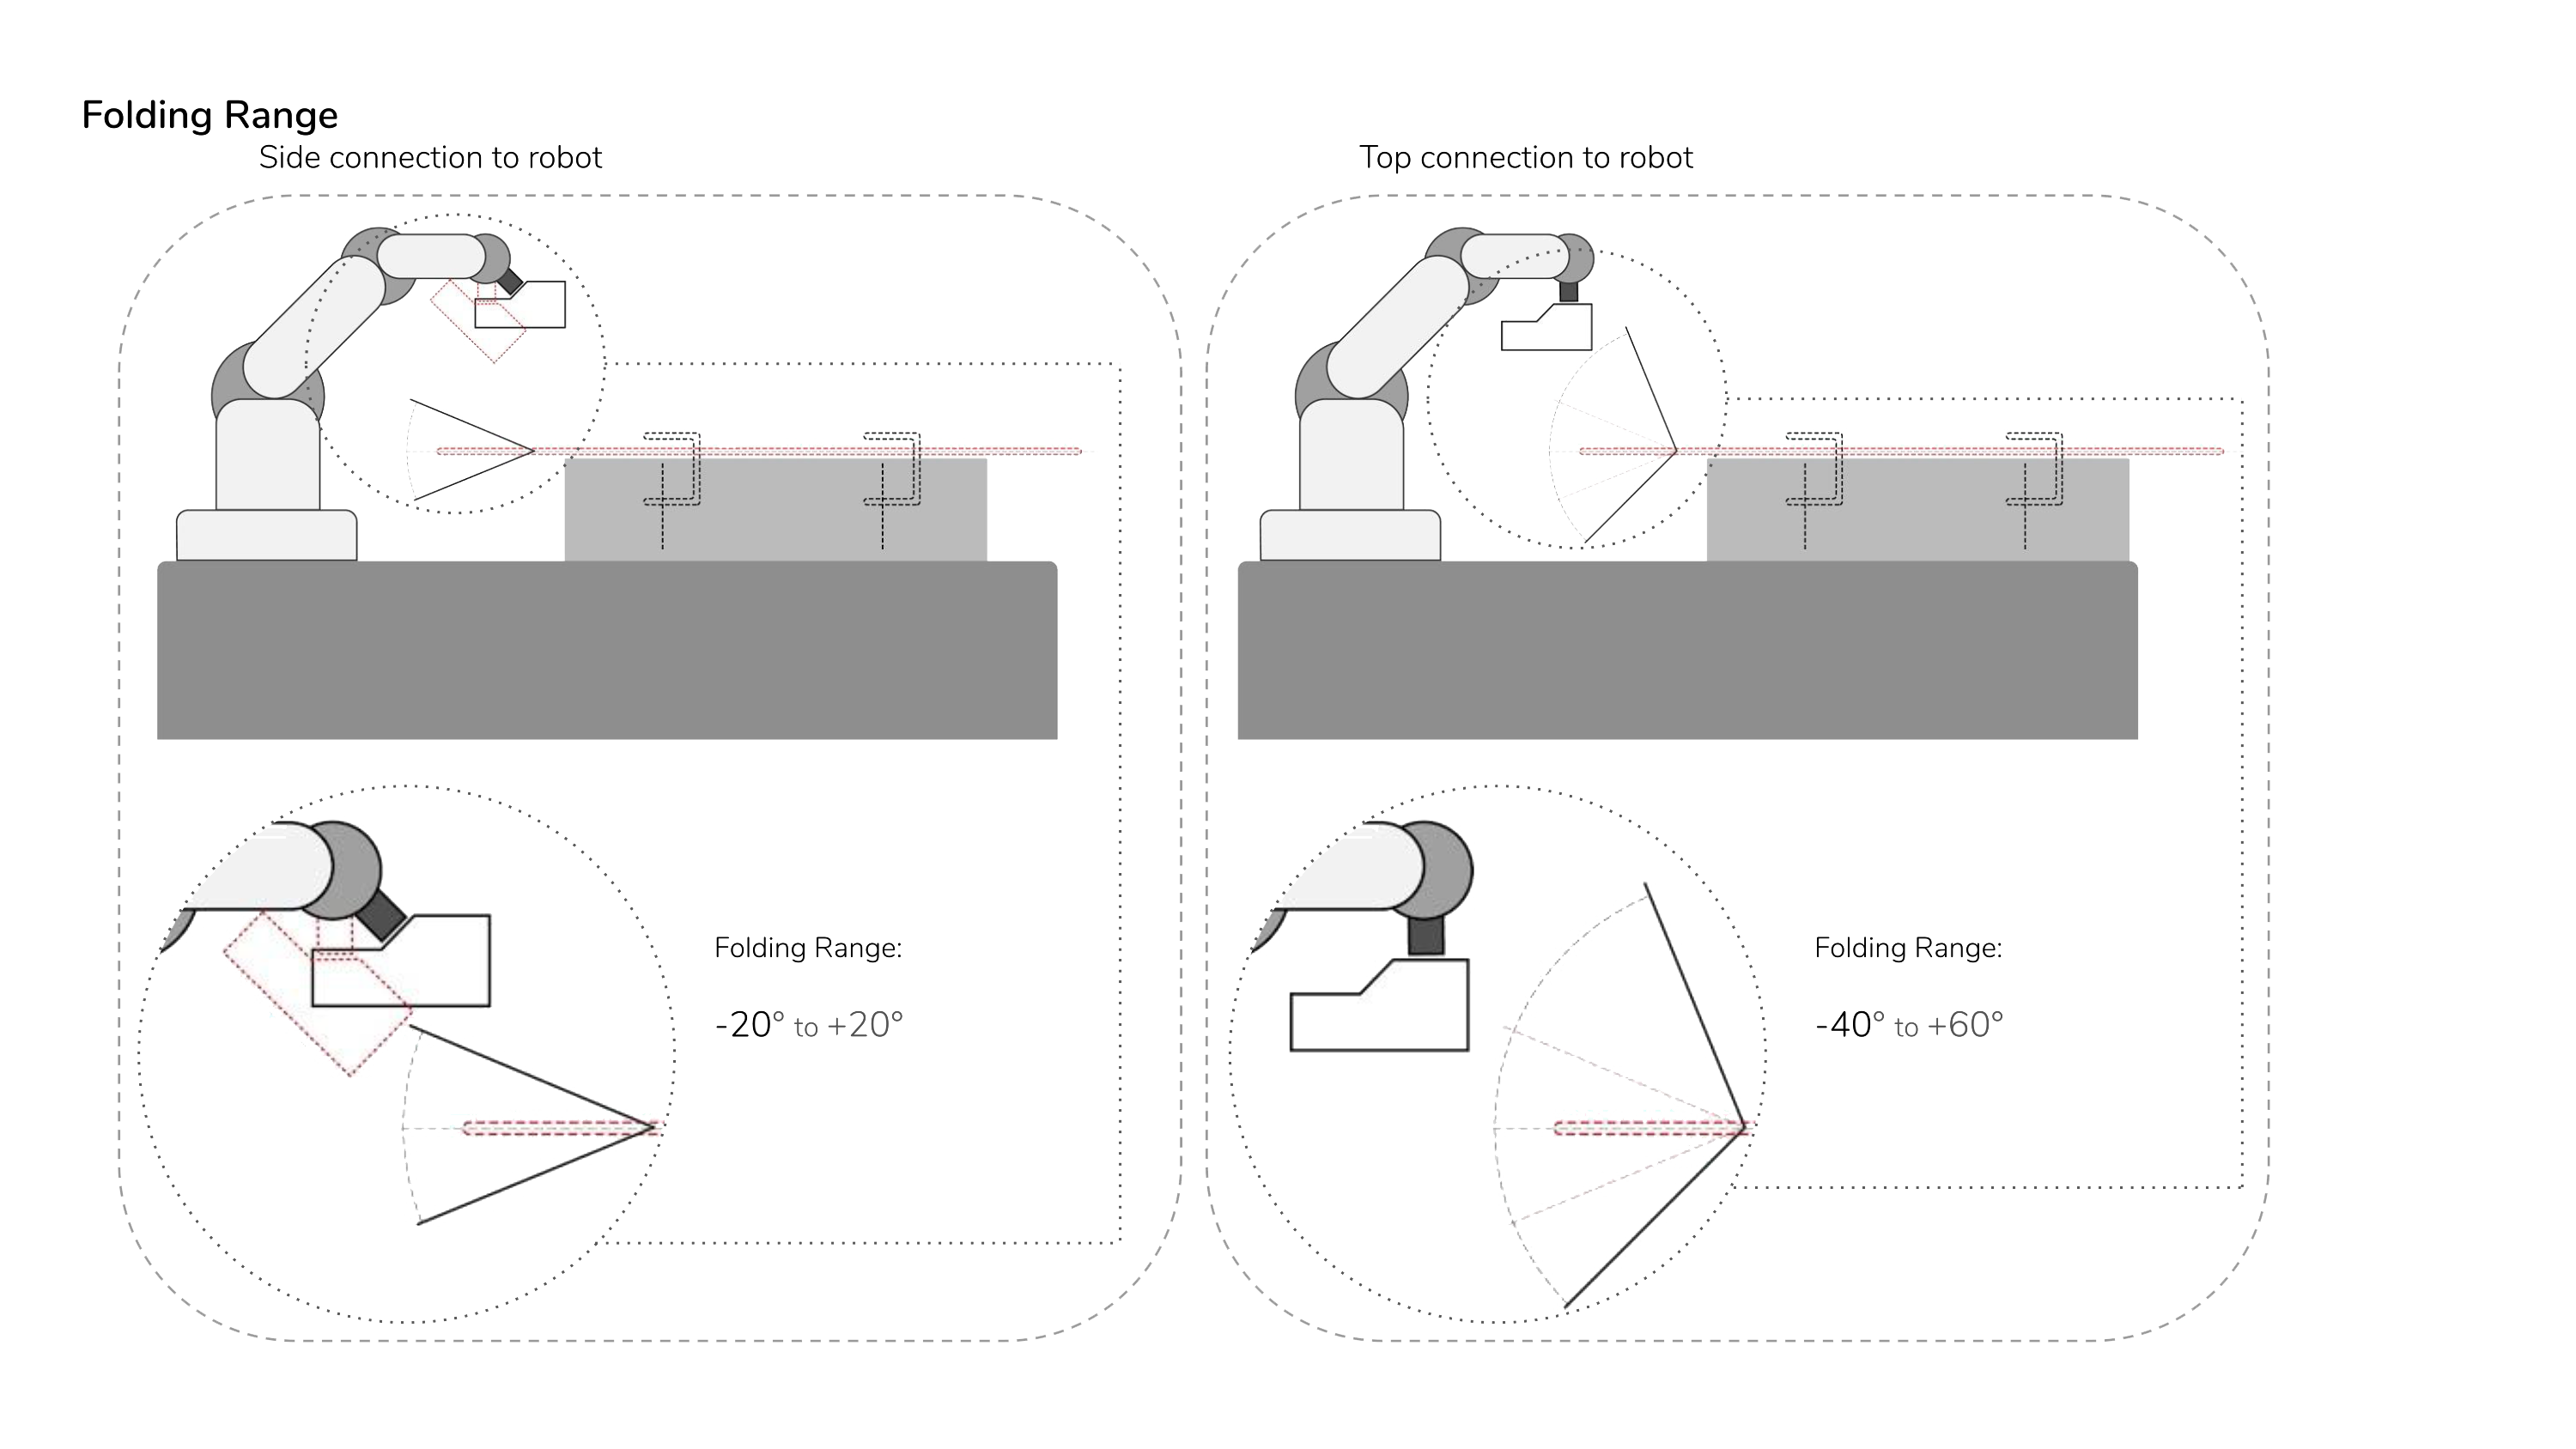 Folding Range
Side connection to robot
Top connection to robot
Folding Range:
-20° to +20°
Folding Range:
-40° to +60°